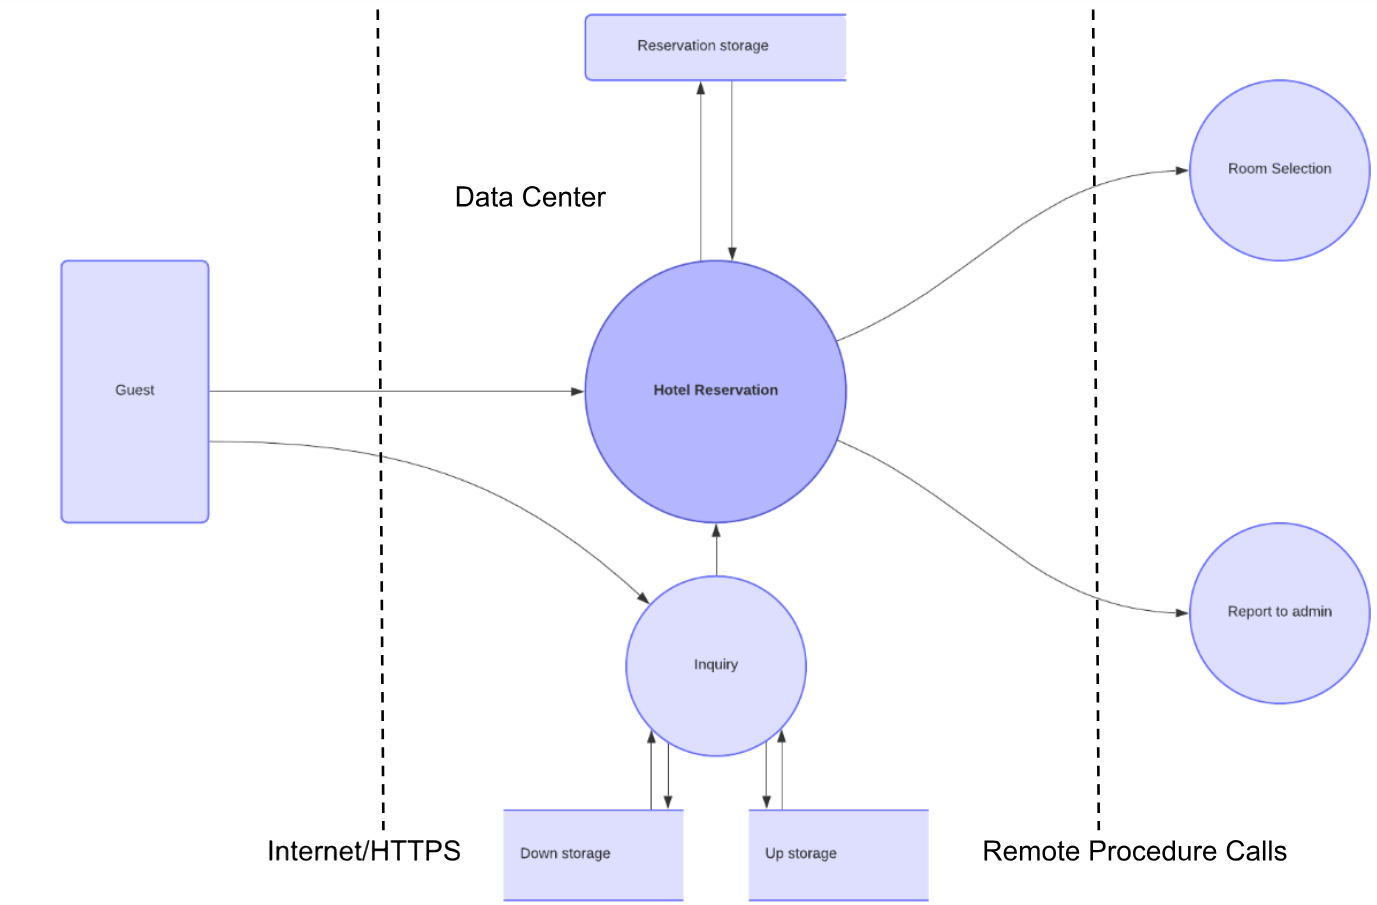 Reservation storage
Room Selection
Data Center
Guest
Hotel Reservation
Report to admin
Inquiry
Internet/HTTPS
Down storage
Up storage
Remote Procedure Calls